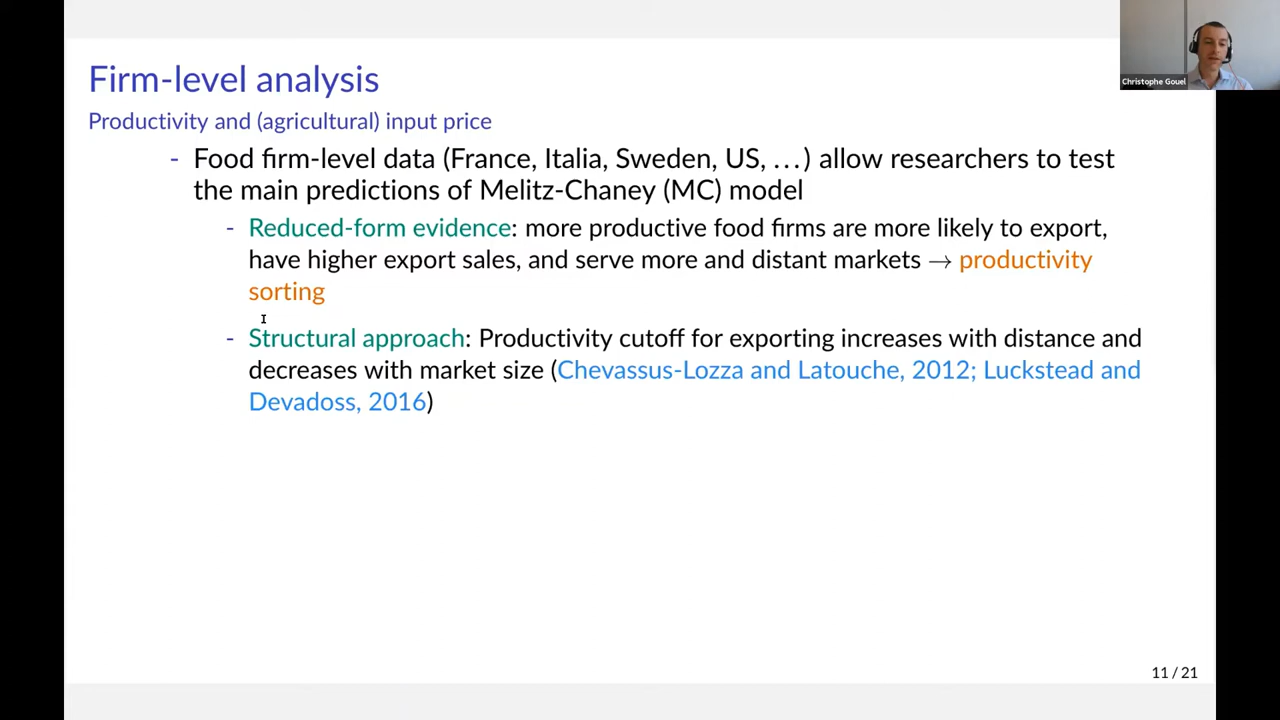 Firm-level analysis
Productivity and (agricultural) input price
- Food firm-level data (France, Italia, Sweden, US, ...) allow researchers to test
the main predictions of Melitz-Chaney (MC) model
- Reduced-form evidence: more productive food firms are more likely to export,
have higher export sales, and serve more and distant markets → productivity
sorting
- Structural approach: Productivity cutoff for exporting increases with distance and
decreases with market size (Chevassus-Lozza and Latouche, 2012; Luckstead and
Devadoss, 2016)
11 / 21
Christophe Gouel